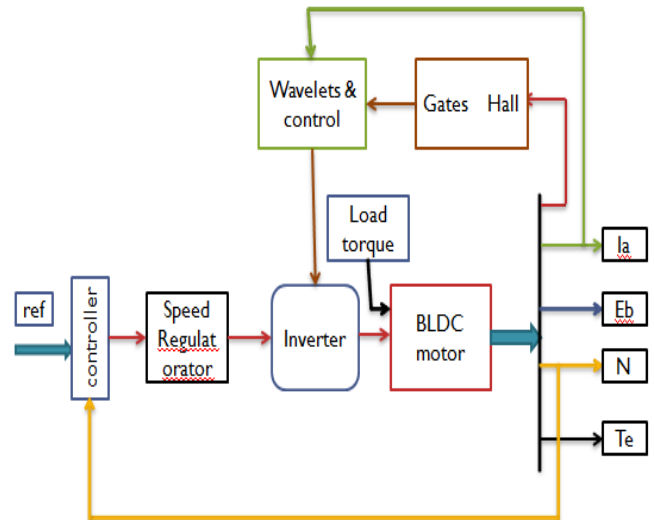 Wavelets &
control
Gates Hall
Load
torque
Ia
ref
controller
Speed
Regulat
orator
Inverter
BLDC
motor
Eb
N
Te